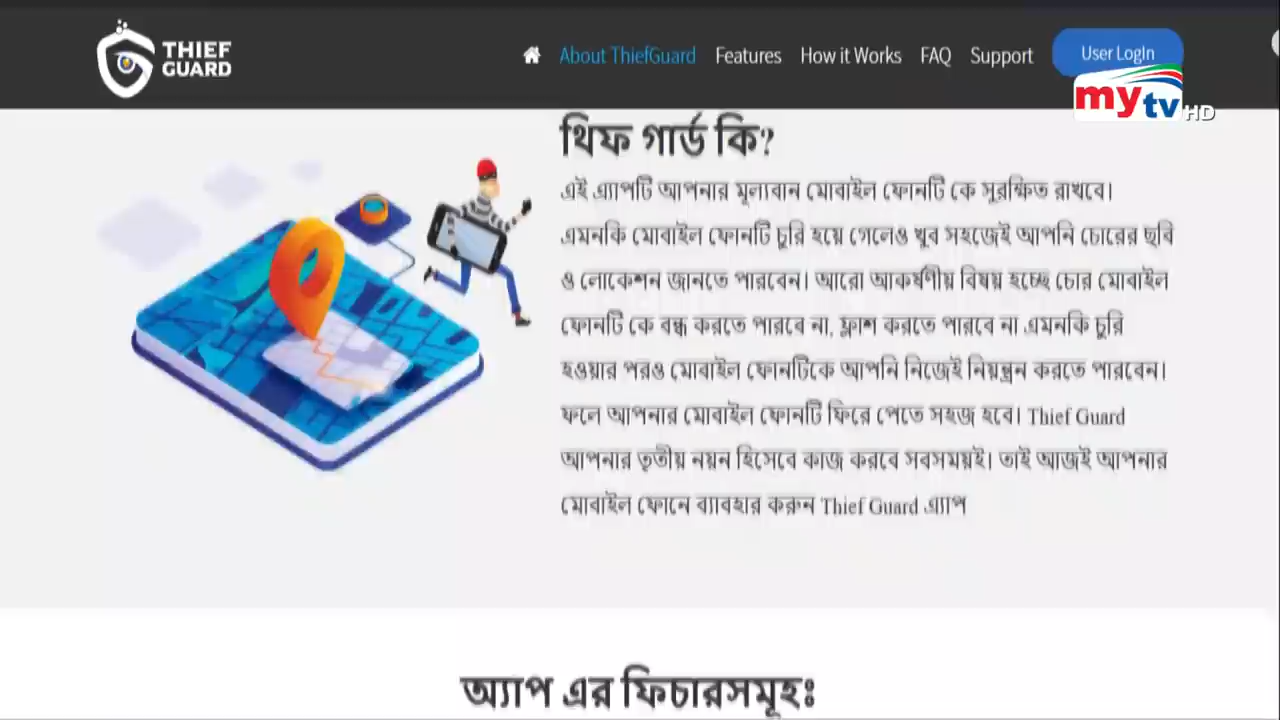 THIEF
GUARD
About ThiefGuard Features How it Works FAQ Support User LogIn
mytv HD
থিফ গার্ড কি?
এই এ্যাপটি আপনার মূল্যবান মোবাইল ফোনটি কে সুরক্ষিত রাখবে।
এমনকি মোবাইল ফোনটি চুরি হয়ে গেলেও খুব সহজেই আপনি চোরের ছবি
ও লোকেশন জানতে পারবেন। আরো আকর্ষণীয় বিষয় হচ্ছে চোর মোবাইল
ফোনটি কে বন্ধ করতে পারবে না, ফ্লাশ করতে পারবে না এমনকি চুরি
হওয়ার পরও মোবাইল ফোনটিকে আপনি নিজেই নিয়ন্ত্রন করতে পারবেন।
ফলে আপনার মোবাইল ফোনটি ফিরে পেতে সহজ হবে। Thief Guard
আপনার তৃতীয় নয়ন হিসেবে কাজ করবে সবসময়ই। তাই আজই আপনার
মোবাইল ফোনে ব্যাবহার করুন Thief Guard এ্যাপ
অ্যাপ এর ফিচারসমূহঃ